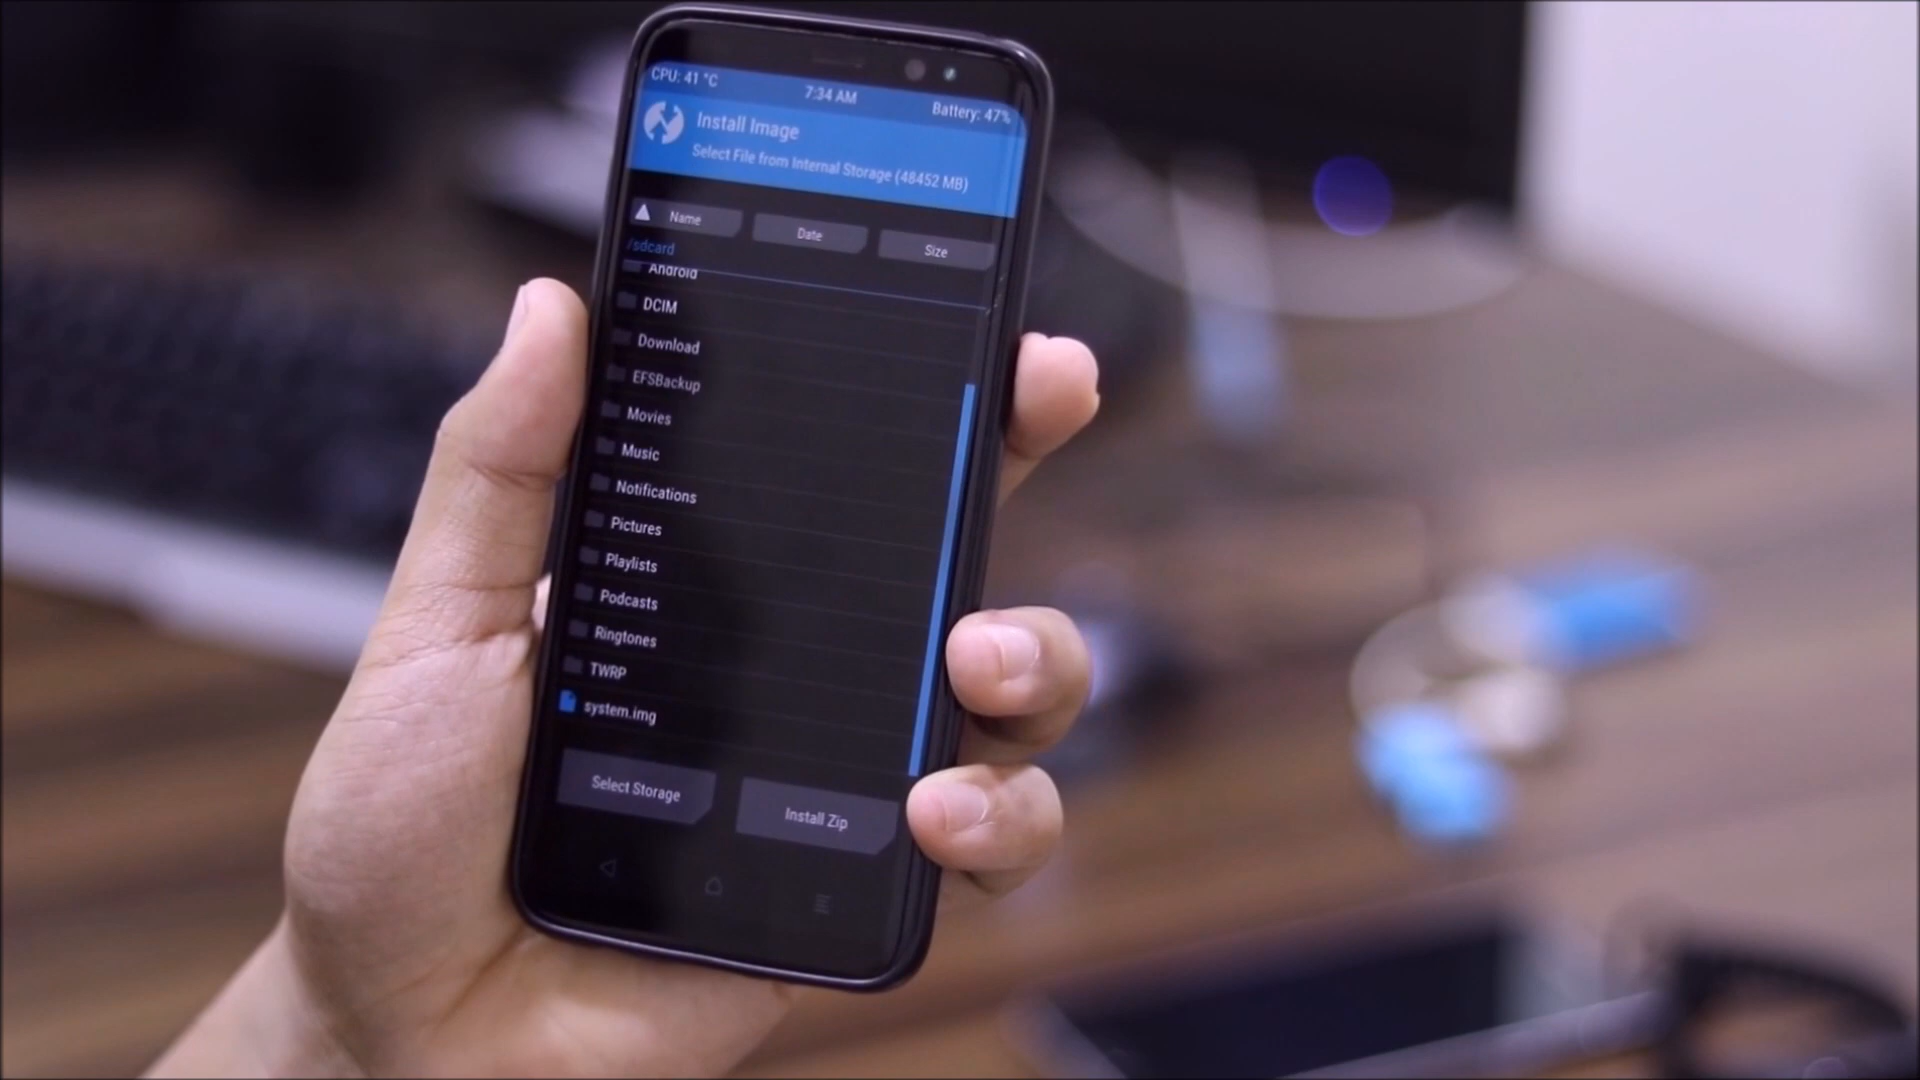 CPU: 41 °C
7:34 AM
Battery: 47%
Install Image
Select File from Internal Storage (48452 MB)
Name
Date
Size
/sdcard
Android
DCIM
Download
EFSBackup
Movies
Music
Notifications
Pictures
Playlists
Podcasts
Ringtones
TWRP
system.img
Select Storage
Install Zip